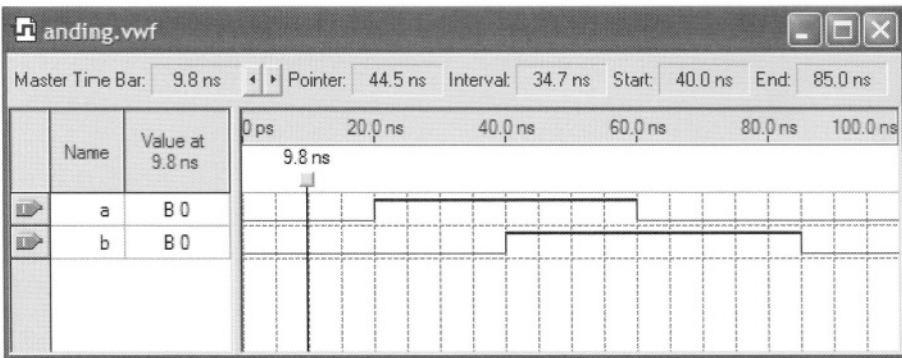 anding.vwf
Master Time Bar: 9.8 ns Pointer: 44.5 ns Interval: 34.7 ns Start: 40.0 ns End: 85.0 ns
Name Value at 9.8 ns
0 ps 20.0 ns 40.0 ns 60.0 ns 80.0 ns 100.0 ns
9.8 ns
a B 0
b B 0